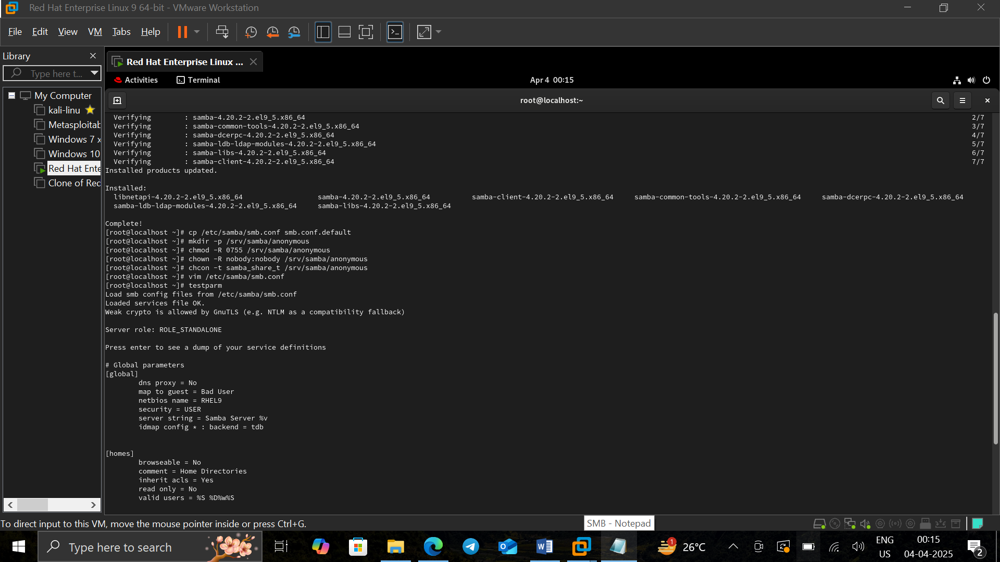 Red Hat Enterprise Linux 9 64-bit - VMware Workstation
File Edit View VM Tabs Help
Library
Type here t...
My Computer
kali-linu
Metasploitab
Windows 7 x
Windows 10
Red Hat Ente
Clone of Red
Red Hat Enterprise Linux ...
Activities Terminal Apr 4 00:15
root@localhost:~
Verifying : samba-4.20.2-2.el9_5.x86_64 2/7
Verifying : samba-common-tools-4.20.2-2.el9_5.x86_64 3/7
Verifying : samba-dcerpc-4.20.2-2.el9_5.x86_64 4/7
Verifying : samba-ldb-ldap-modules-4.20.2-2.el9_5.x86_64 5/7
Verifying : samba-libs-4.20.2-2.el9_5.x86_64 6/7
Verifying : samba-client-4.20.2-2.el9_5.x86_64 7/7
Installed products updated.
Installed:
libnetapi-4.20.2-2.el9_5.x86_64 samba-4.20.2-2.el9_5.x86_64 samba-client-4.20.2-2.el9_5.x86_64 samba-common-tools-4.20.2-2.el9_5.x86_64 samba-dcerpc-4.20.2-2.el9_5.x86_64
samba-ldb-ldap-modules-4.20.2-2.el9_5.x86_64 samba-libs-4.20.2-2.el9_5.x86_64
Complete!
[root@localhost ~]# cp /etc/samba/smb.conf smb.conf.default
[root@localhost ~]# mkdir -p /srv/samba/anonymous
[root@localhost ~]# chmod -R 0755 /srv/samba/anonymous
[root@localhost ~]# chown -R nobody:nobody /srv/samba/anonymous
[root@localhost ~]# chcon -t samba_share_t /srv/samba/anonymous
[root@localhost ~]# vim /etc/samba/smb.conf
[root@localhost ~]# testparm
Load smb config files from /etc/samba/smb.conf
Loaded services file OK.
Weak crypto is allowed by GnuTLS (e.g. NTLM as a compatibility fallback)
Server role: ROLE_STANDALONE
Press enter to see a dump of your service definitions
# Global parameters
[global]
dns proxy = No
map to guest = Bad User
netbios name = RHEL9
security = USER
server string = Samba Server %v
idmap config * : backend = tdb
[homes]
browseable = No
comment = Home Directories
inherit acls = Yes
read only = No
valid users = %S %D%w%S
To direct input to this VM, move the mouse pointer inside or press Ctrl+G.
SMB - Notepad
Type here to search
1
26°C
ENG
US
00:15
04-04-2025
2